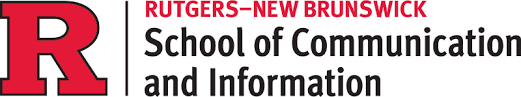 R
RUTGERS–NEW BRUNSWICK
School of Communication
and Information